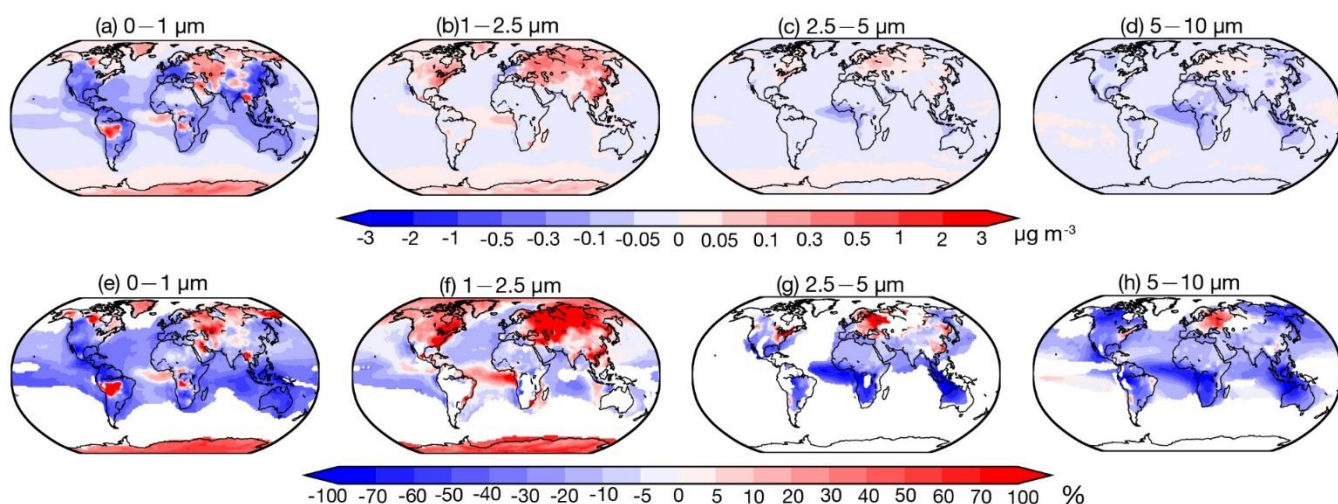 (a) 0−1 µm (b)1−2.5 µm (c) 2.5−5 µm (d) 5−10 µm
-3 -2 -1 -0.5 -0.3 -0.1 -0.05 0 0.05 0.1 0.3 0.5 1 2 3 µg m⁻³
(e) 0−1 µm (f) 1−2.5 µm (g) 2.5−5 µm (h) 5−10 µm
-100 -70 -60 -40 -30 -20 -10 -5 0 5 10 20 30 40 60 70 100 %